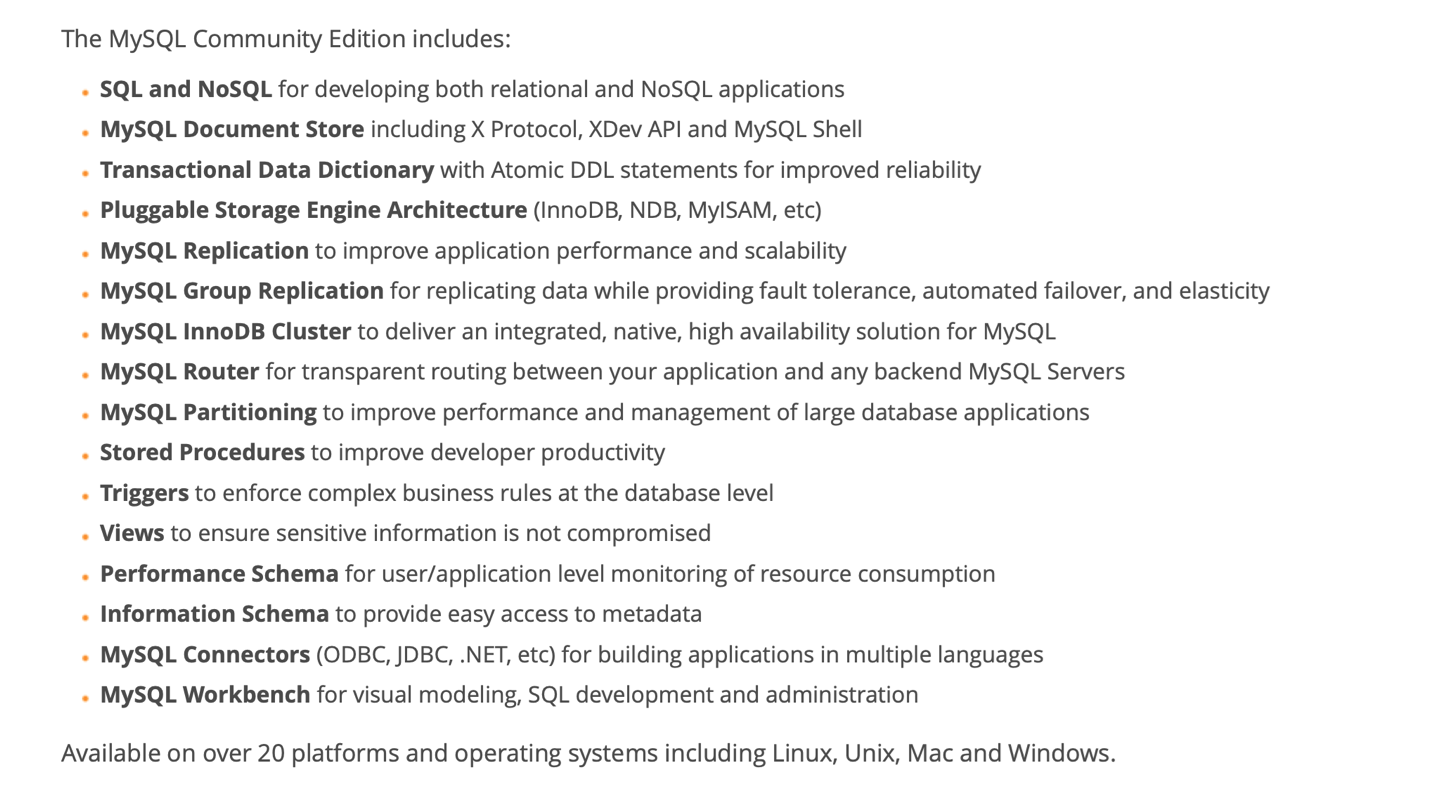 The MySQL Community Edition includes:
SQL and NoSQL for developing both relational and NoSQL applications
MySQL Document Store including X Protocol, XDev API and MySQL Shell
Transactional Data Dictionary with Atomic DDL statements for improved reliability
Pluggable Storage Engine Architecture (InnoDB, NDB, MyISAM, etc)
MySQL Replication to improve application performance and scalability
MySQL Group Replication for replicating data while providing fault tolerance, automated failover, and elasticity
MySQL InnoDB Cluster to deliver an integrated, native, high availability solution for MySQL
MySQL Router for transparent routing between your application and any backend MySQL Servers
MySQL Partitioning to improve performance and management of large database applications
Stored Procedures to improve developer productivity
Triggers to enforce complex business rules at the database level
Views to ensure sensitive information is not compromised
Performance Schema for user/application level monitoring of resource consumption
Information Schema to provide easy access to metadata
MySQL Connectors (ODBC, JDBC, .NET, etc) for building applications in multiple languages
MySQL Workbench for visual modeling, SQL development and administration
Available on over 20 platforms and operating systems including Linux, Unix, Mac and Windows.